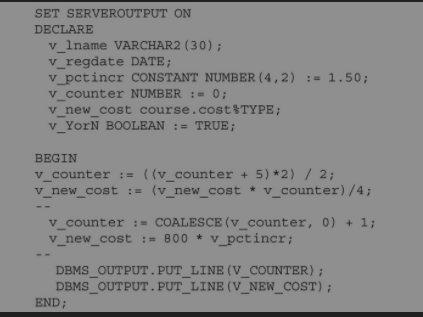 SET SERVEROUTPUT ON
DECLARE
v_lname VARCHAR2(30);
v_regdate DATE;
v_pctincr CONSTANT NUMBER(4,2) := 1.50;
v_counter NUMBER := 0;
v_new_cost course.cost%TYPE;
v_YorN BOOLEAN := TRUE;
BEGIN
v_counter := ((v_counter + 5)*2) / 2;
v_new_cost := (v_new_cost * v_counter)/4;
--
v_counter := COALESCE(v_counter, 0) + 1;
v_new_cost := 800 * v_pctincr;
--
DBMS_OUTPUT.PUT_LINE(V_COUNTER);
DBMS_OUTPUT.PUT_LINE(V_NEW_COST);
END;